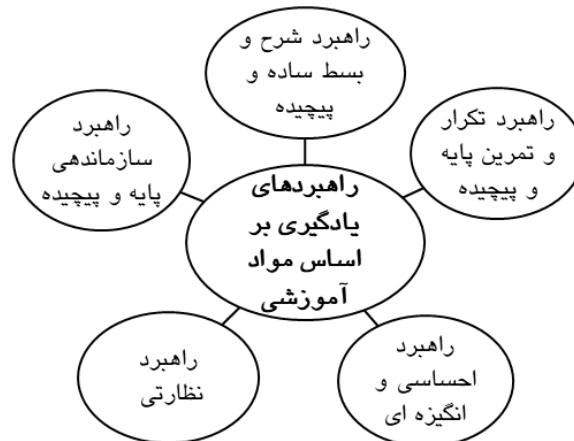 راهبرد شرح و
بسط ساده و
پیچیده
راهبرد تکرار
و تمرین پایه
و پیچیده
راهبرد
سازماندهی
پایه و پیچیده
راهبردهای
یادگیری بر
اساس مواد
آموزشی
راهبرد
احساسی و
انگیزه ای
راهبرد
نظارتی